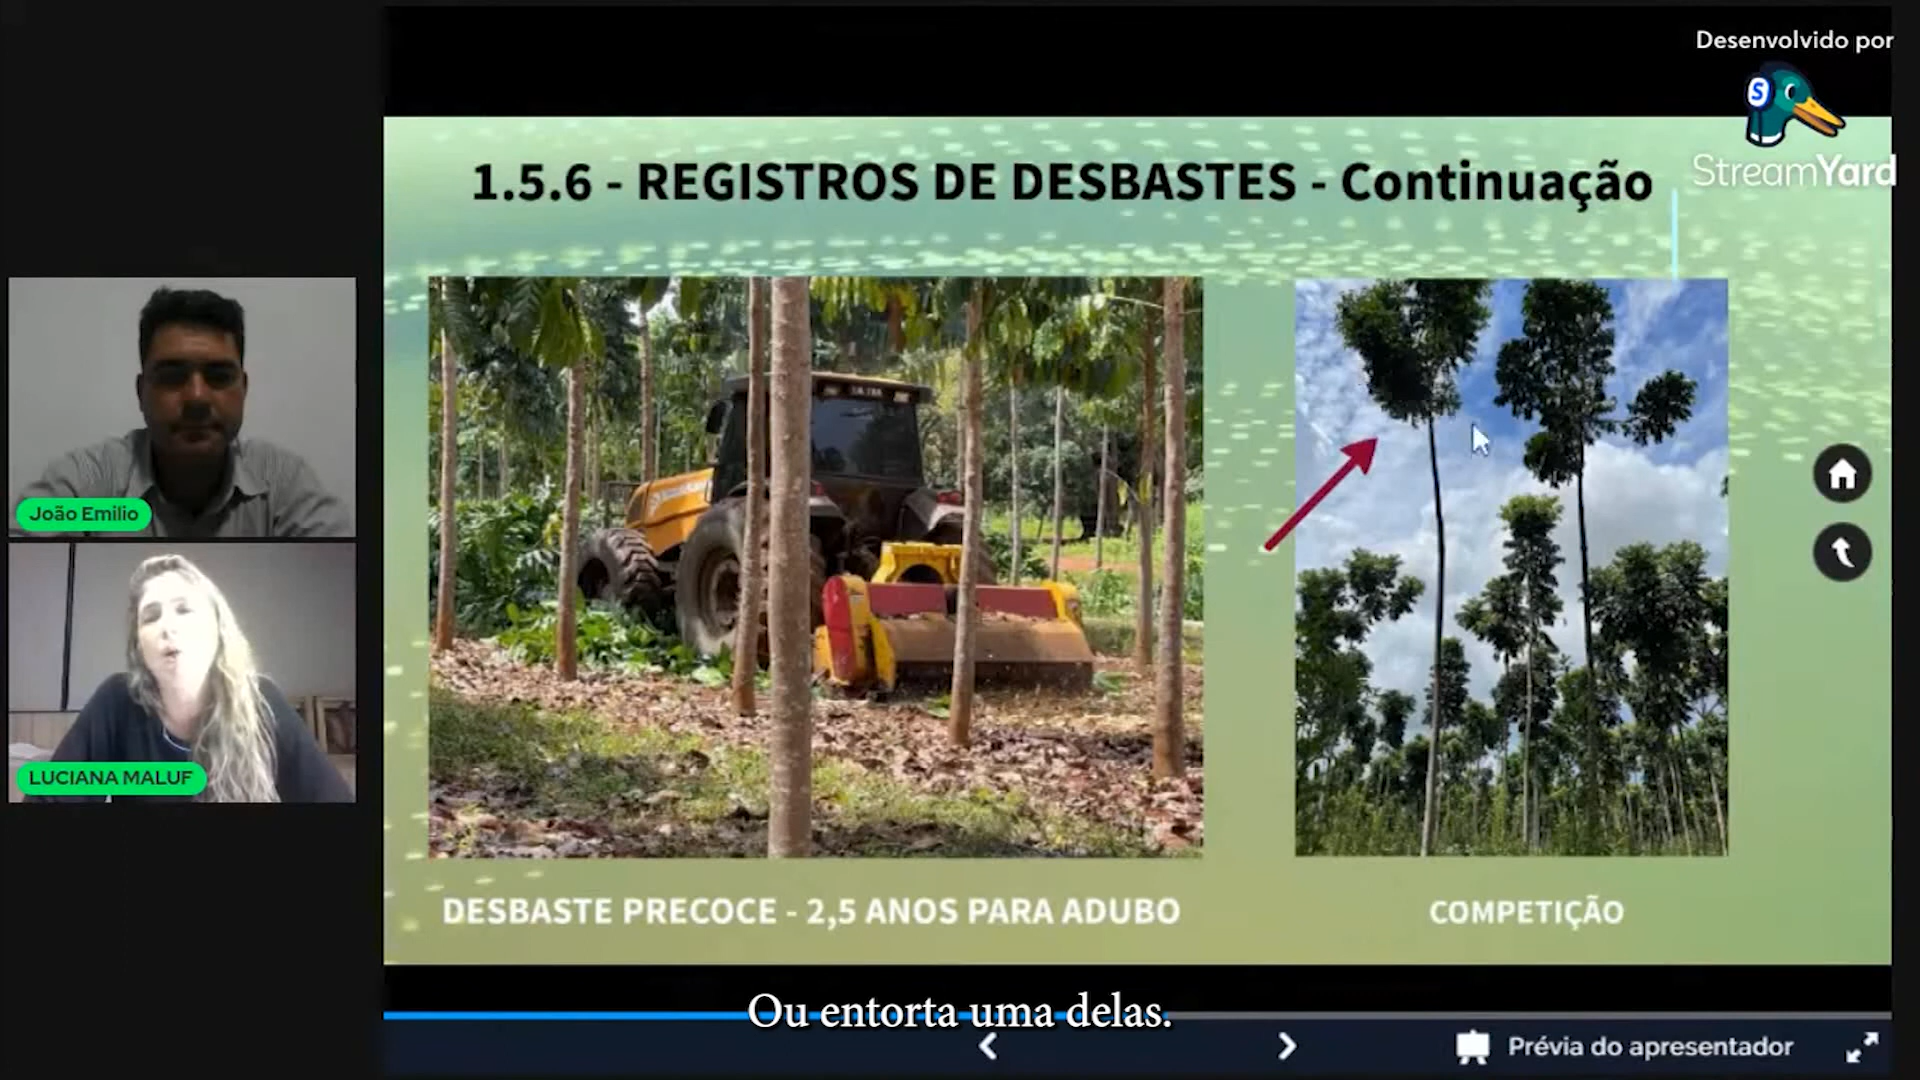 Desenvolvido por
S
StreamYard
1.5.6 - REGISTROS DE DESBASTES - Continuação
João Emilio
LUCIANA MALUF
DESBASTE PRECOCE - 2,5 ANOS PARA ADUBO
COMPETIÇÃO
Ou entorta uma delas.
Prévia do apresentador